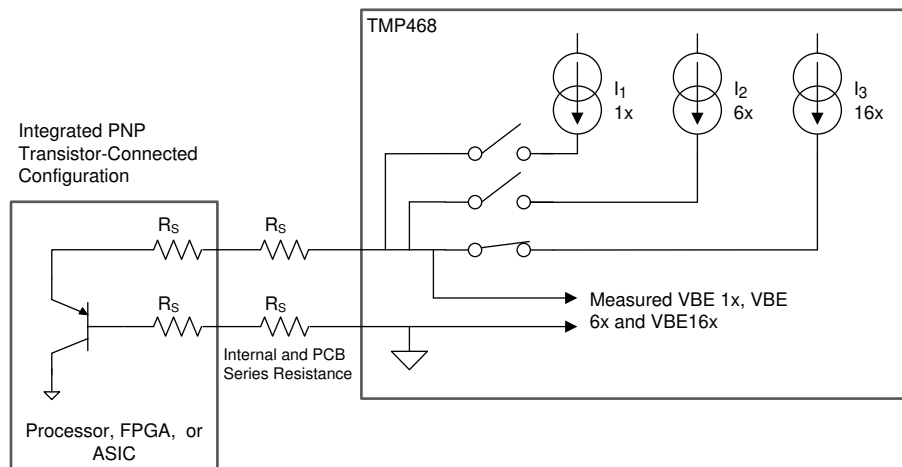 TMP468
I1
1x
I2
6x
I3
16x
Integrated PNP
Transistor-Connected
Configuration
RS
RS
RS
RS
Measured VBE 1x, VBE
6x and VBE16x
Internal and PCB
Series Resistance
Processor, FPGA, or
ASIC